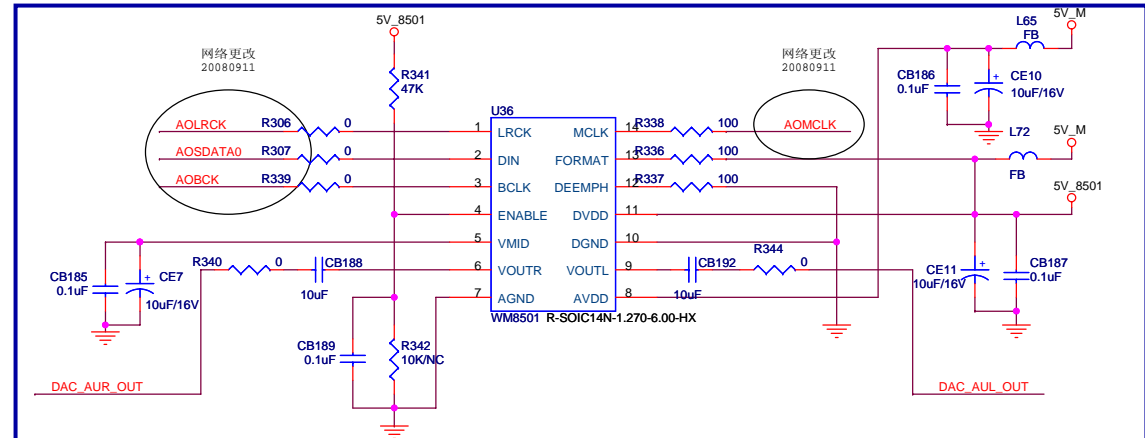 5V_8501
网络更改
20080911
R341
47K
网络更改
20080911
L65
FB
5V_M
CB186
0.1uF
CE10
10uF/16V
U36
AOLRCK
R306
0
1
LRCK
MCLK
14
R338
100
AOMCLK
AOSDATA0
R307
0
2
DIN
FORMAT
13
R336
100
L72
FB
5V_M
AOBCK
R339
0
3
BCLK
DEEMPH
12
R337
100
5V_8501
4
ENABLE
DVDD
11
5
VMID
DGND
10
R340
0
CB188
10uF
6
VOUTR
VOUTL
9
CB192
10uF
R344
0
7
AGND
AVDD
8
CB185
0.1uF
CE7
10uF/16V
CE11
10uF/16V
CB187
0.1uF
WM8501
R-SOIC14N-1.270-6.00-HX
CB189
0.1uF
R342
10K/NC
DAC_AUR_OUT
DAC_AUL_OUT